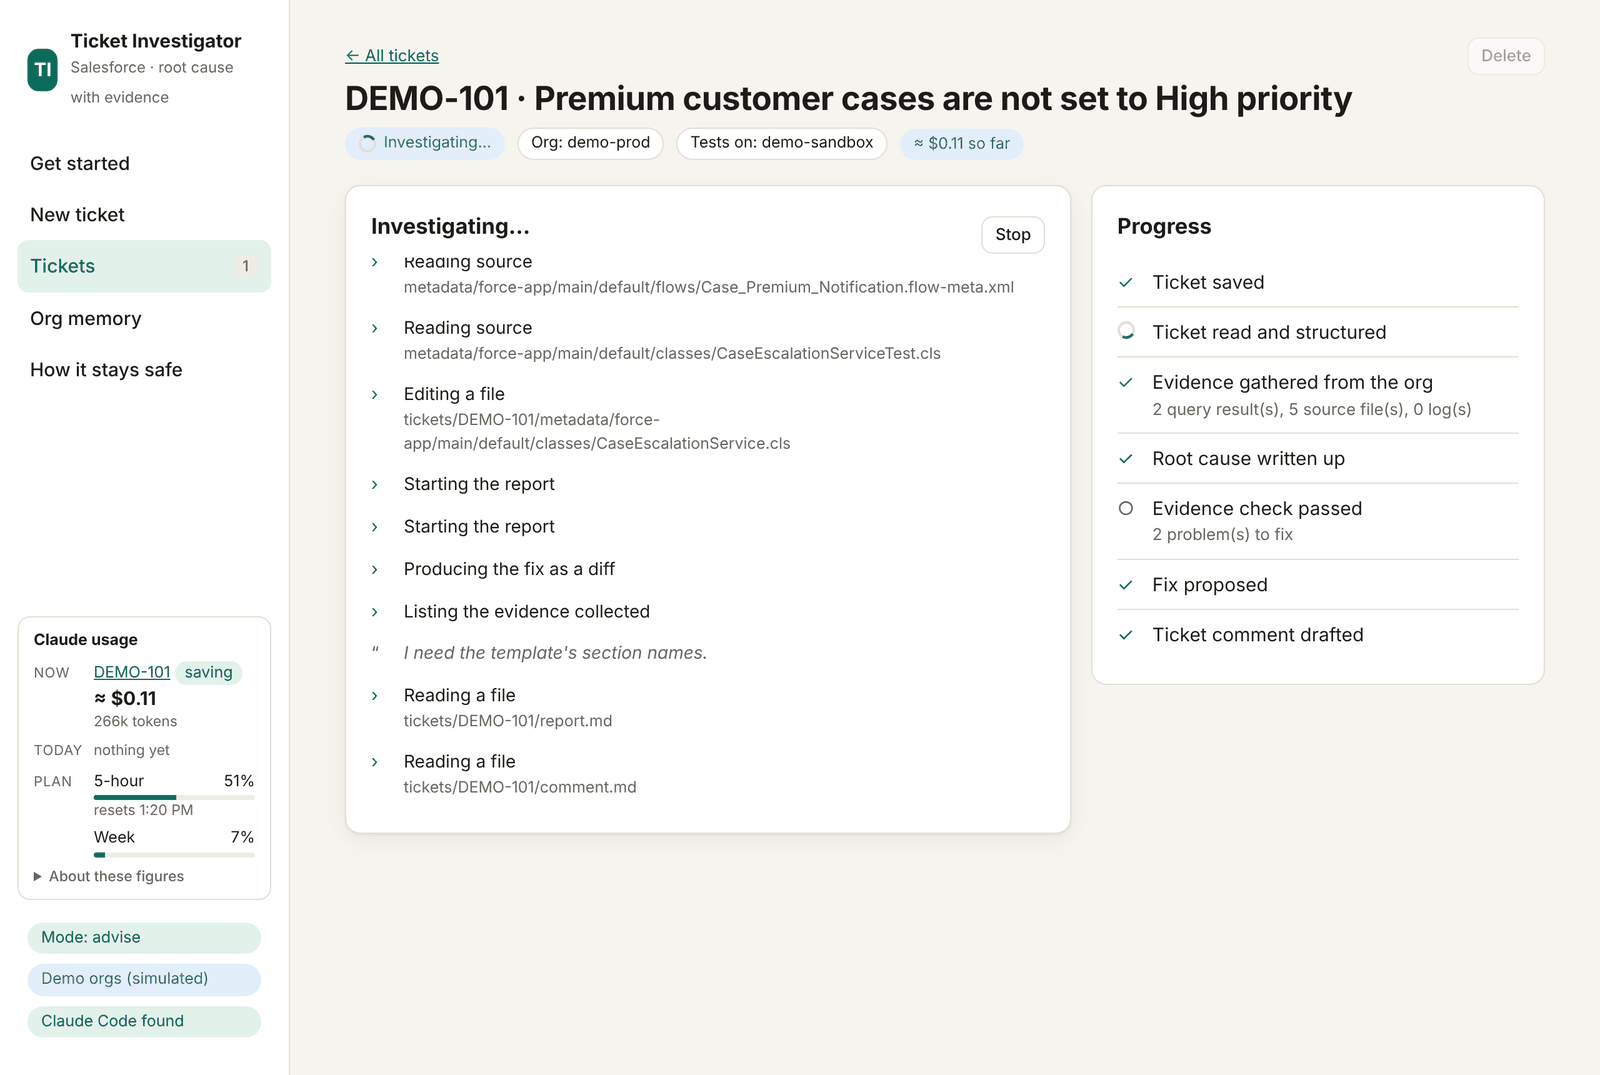 TI
Ticket Investigator
Salesforce · root cause
with evidence
Get started
New ticket
Tickets
1
Org memory
How it stays safe
Claude usage
NOW
DEMO-101
saving
≈ $0.11
266k tokens
TODAY
nothing yet
PLAN
5-hour
51%
resets 1:20 PM
Week
7%
▶ About these figures
Mode: advise
Demo orgs (simulated)
Claude Code found
← All tickets
Delete
DEMO-101 · Premium customer cases are not set to High priority
Investigating...
Org: demo-prod
Tests on: demo-sandbox
≈ $0.11 so far
Investigating...
Stop
› Reading source
metadata/force-app/main/default/flows/Case_Premium_Notification.flow-meta.xml
› Reading source
metadata/force-app/main/default/classes/CaseEscalationServiceTest.cls
› Editing a file
tickets/DEMO-101/metadata/force-
app/main/default/classes/CaseEscalationService.cls
› Starting the report
› Starting the report
› Producing the fix as a diff
› Listing the evidence collected
“ I need the template's section names.
› Reading a file
tickets/DEMO-101/report.md
› Reading a file
tickets/DEMO-101/comment.md
Progress
✓ Ticket saved
Ticket read and structured
✓ Evidence gathered from the org
2 query result(s), 5 source file(s), 0 log(s)
✓ Root cause written up
Evidence check passed
2 problem(s) to fix
✓ Fix proposed
✓ Ticket comment drafted